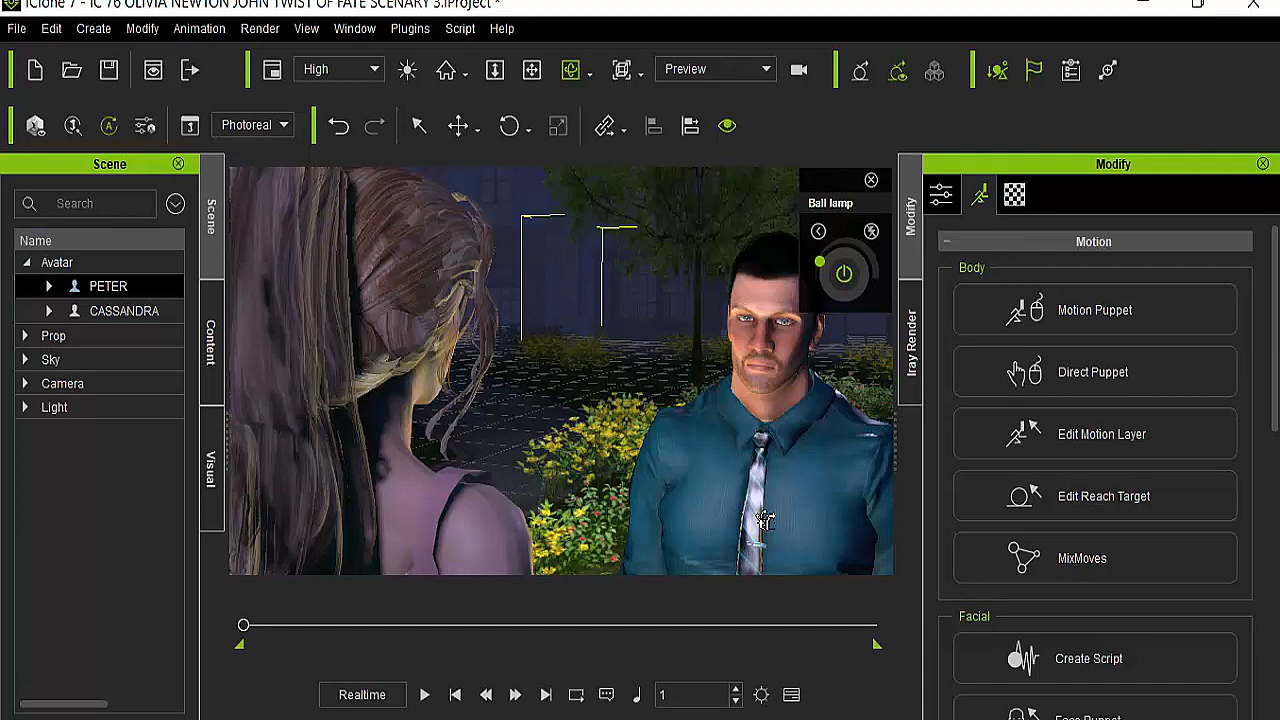 iClone 7 - IC 76 OLIVIA NEWTON JOHN TWIST OF FATE SCENARY 3.iProject *
File Edit Create Modify Animation Render View Window Plugins Script Help
High
Preview
Photoreal
Scene
Search
Name
Avatar
PETER
CASSANDRA
Prop
Sky
Camera
Light
Scene
Content
Visual
Ball lamp
Modify
Iray Render
Modify
Motion
Body
Motion Puppet
Direct Puppet
Edit Motion Layer
Edit Reach Target
MixMoves
Facial
Create Script
Face Puppet
Realtime
1